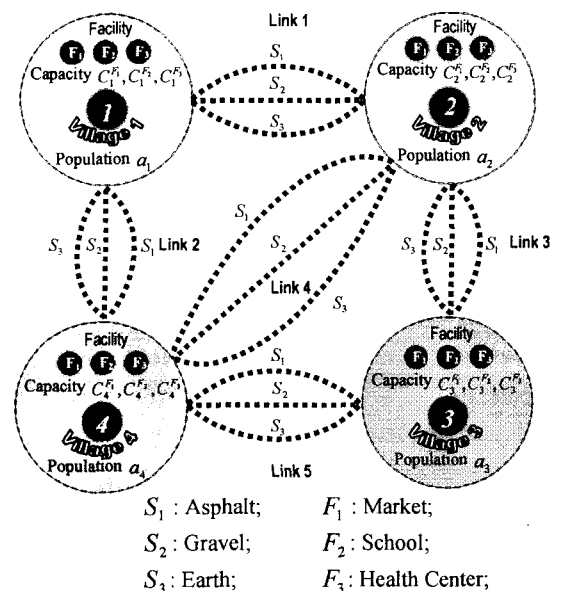 Link 1
Facility
F₁ F₂ F₃
Capacity C₁^F₁, C₁^F₂, C₁^F₃
1
Village 1
Population a₁
S₁
S₂
S₃
Facility
F₁ F₂ F₃
Capacity C₂^F₁, C₂^F₂, C₂^F₃
2
Village 2
Population a₂
S₃ S₂ S₁ Link 2
S₁
S₂
Link 4
S₃
S₃ S₂ S₁ Link 3
Facility
F₁ F₂ F₃
Capacity C₄^F₁, C₄^F₂, C₄^F₃
4
Village 4
Population a₄
S₁
S₂
S₃
Link 5
Facility
F₁ F₂ F₃
Capacity C₃^F₁, C₃^F₂, C₃^F₃
3
Village 3
Population a₃
S₁ : Asphalt; F₁ : Market;
S₂ : Gravel; F₂ : School;
S₃ : Earth; F₃ : Health Center;